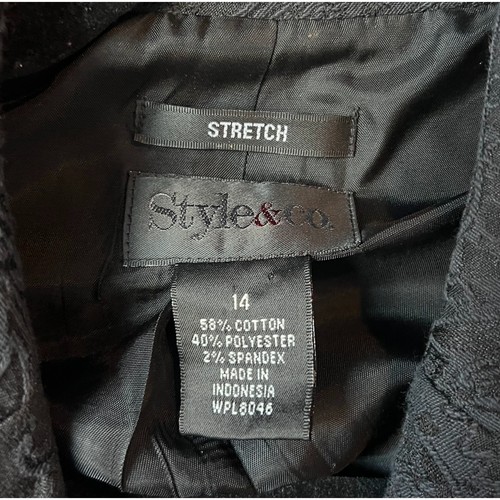 STRETCH
Style&co.
14
58% COTTON
40% POLYESTER
2% SPANDEX
MADE IN
INDONESIA
WPL8046